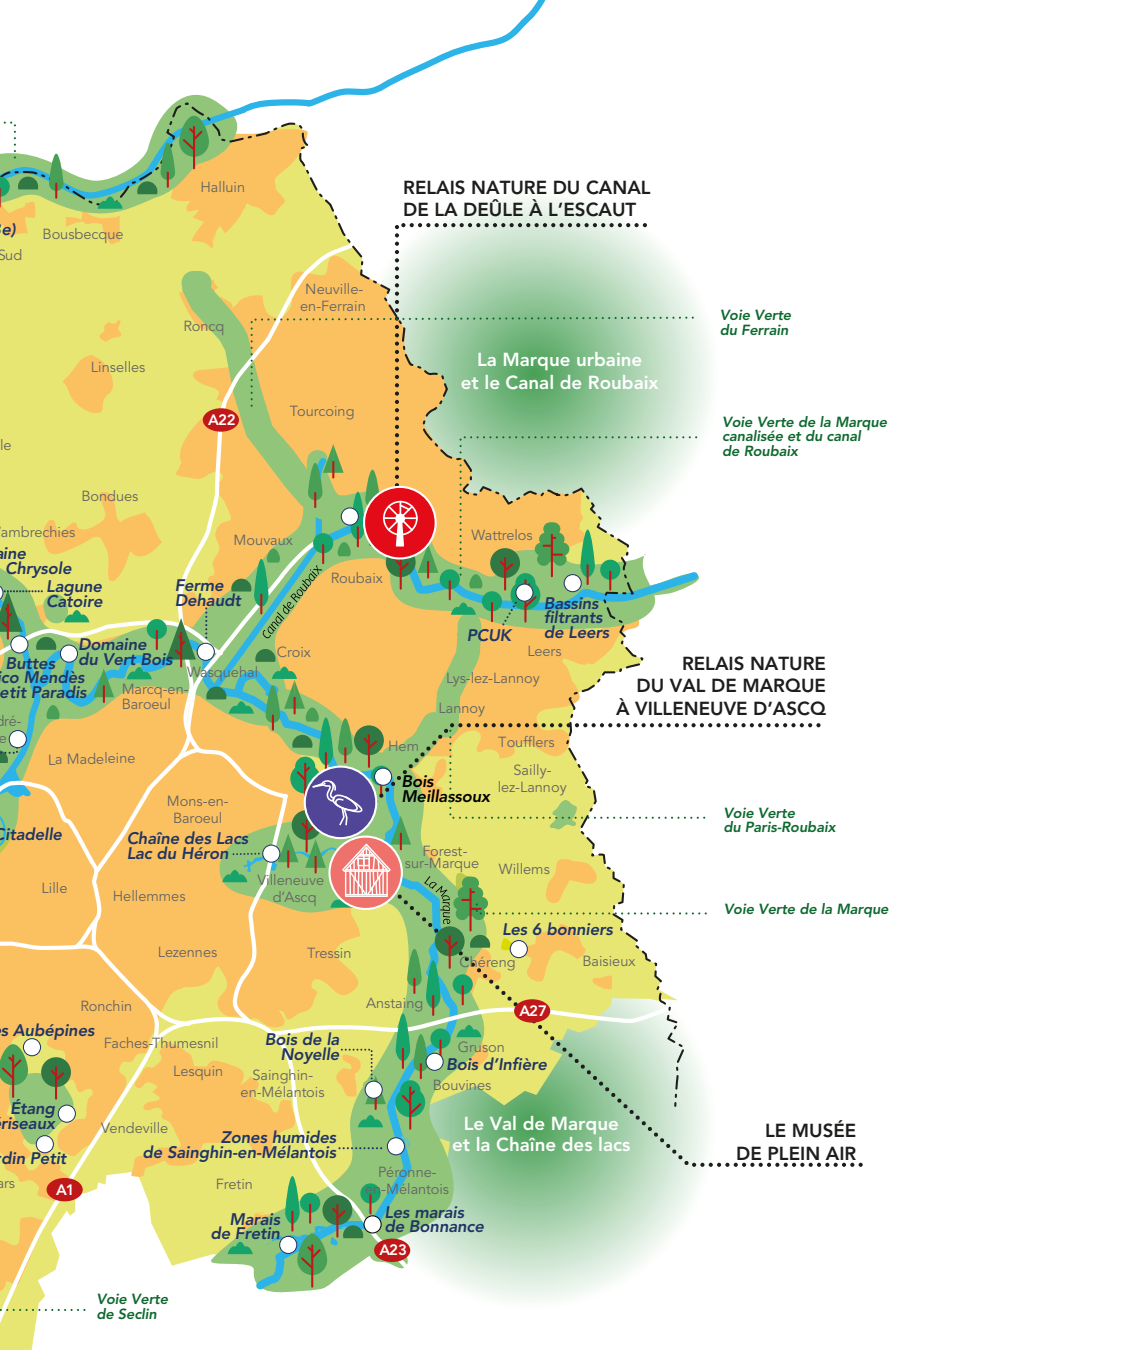 RELAIS NATURE DU CANAL
DE LA DEÛLE À L’ESCAUT
Halluin
Bousbecque
Sud
Neuville-
en-Ferrain
Voie Verte
du Ferrain
Roncq
La Marque urbaine
et le Canal de Roubaix
Linselles
A22
Tourcoing
Voie Verte de la Marque
canalisée et du canal
de Roubaix
Bondues
Mouvaux
Wattrelos
Chrysole
Lagune
Catoire
Ferme
Dehaudt
Roubaix
Canal de Roubaix
Bassins
filtrants
de Leers
PCUK
Leers
Domaine
du Vert Bois
Croix
Wasquehal
Buttes
Mendès
Paradis
Marcq-en-
Baroeul
Lys-lez-Lannoy
Lannoy
RELAIS NATURE
DU VAL DE MARQUE
À VILLENEUVE D’ASCQ
La Madeleine
Hem
Toufflers
Sailly-
lez-Lannoy
Bois
Meillassoux
Mons-en-
Baroeul
Voie Verte
du Paris-Roubaix
Citadelle
Chaîne des Lacs
Lac du Héron
Forest-
sur-Marque
Willems
Lille
Hellemmes
Villeneuve
d’Ascq
La Marque
Voie Verte de la Marque
Les 6 bonniers
Lezennes
Tressin
Chéreng
Baisieux
Ronchin
Anstaing
A27
Aubépines
Faches-Thumesnil
Bois de la
Noyelle
Gruson
Bois d’Infière
Lesquin
Sainghin-
en-Mélantois
Bouvines
Étang
Vendeville
Le Val de Marque
et la Chaîne des lacs
Zones humides
de Sainghin-en-Mélantois
LE MUSÉE
DE PLEIN AIR
Petit
A1
Fretin
Péronne-
en-Mélantois
Marais
de Fretin
Les marais
de Bonnance
A23
Voie Verte
de Seclin